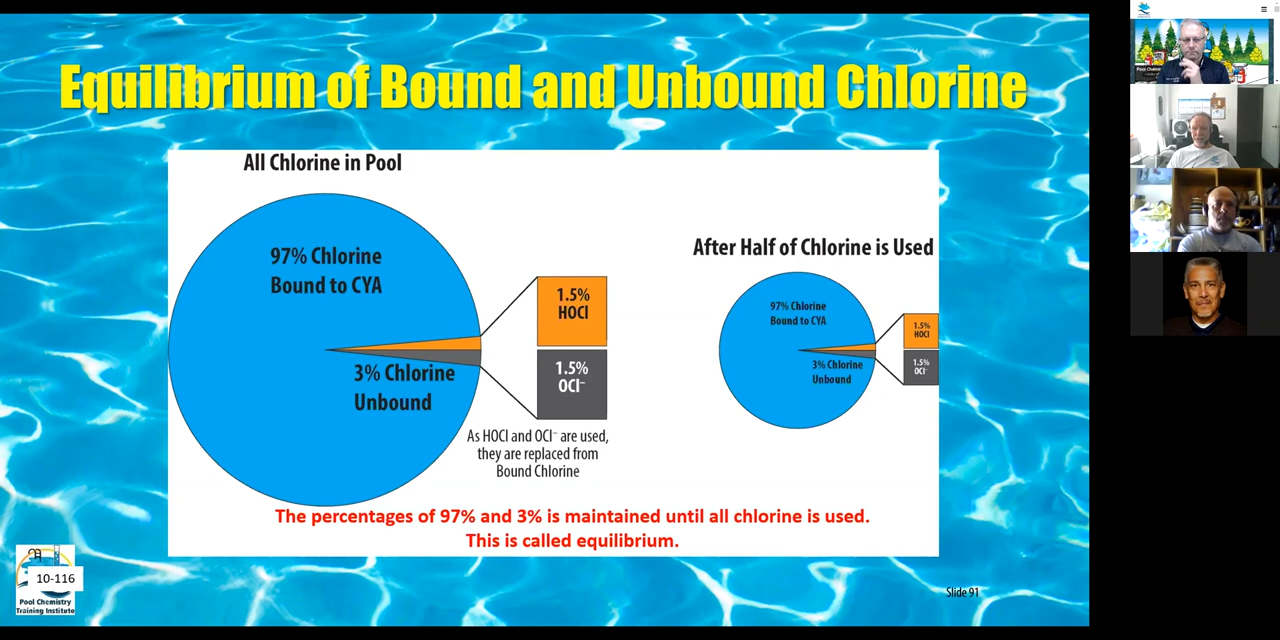 Equilibrium of Bound and Unbound Chlorine
All Chlorine in Pool
97% Chlorine
Bound to CYA
3% Chlorine
Unbound
1.5%
HOCl
1.5%
OCl⁻
As HOCl and OCl⁻ are used,
they are replaced from
Bound Chlorine
After Half of Chlorine is Used
97% Chlorine
Bound to CYA
3% Chlorine
Unbound
1.5%
HOCl
1.5%
OCl⁻
The percentages of 97% and 3% is maintained until all chlorine is used.
This is called equilibrium.
10-116
Pool Chemistry
Training Institute
Slide 91